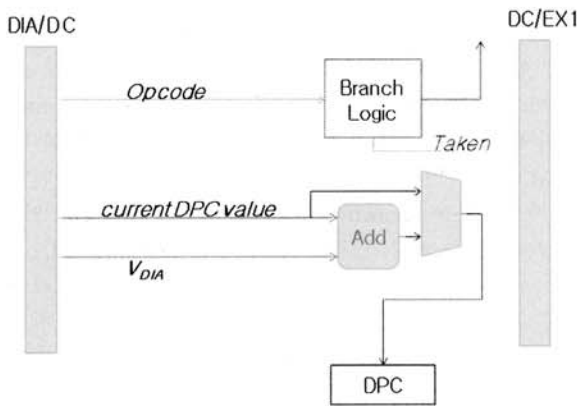 DIA/DC
DC/EX1
Opcode
Branch
Logic
Taken
current DPC value
Add
V_DIA
DPC